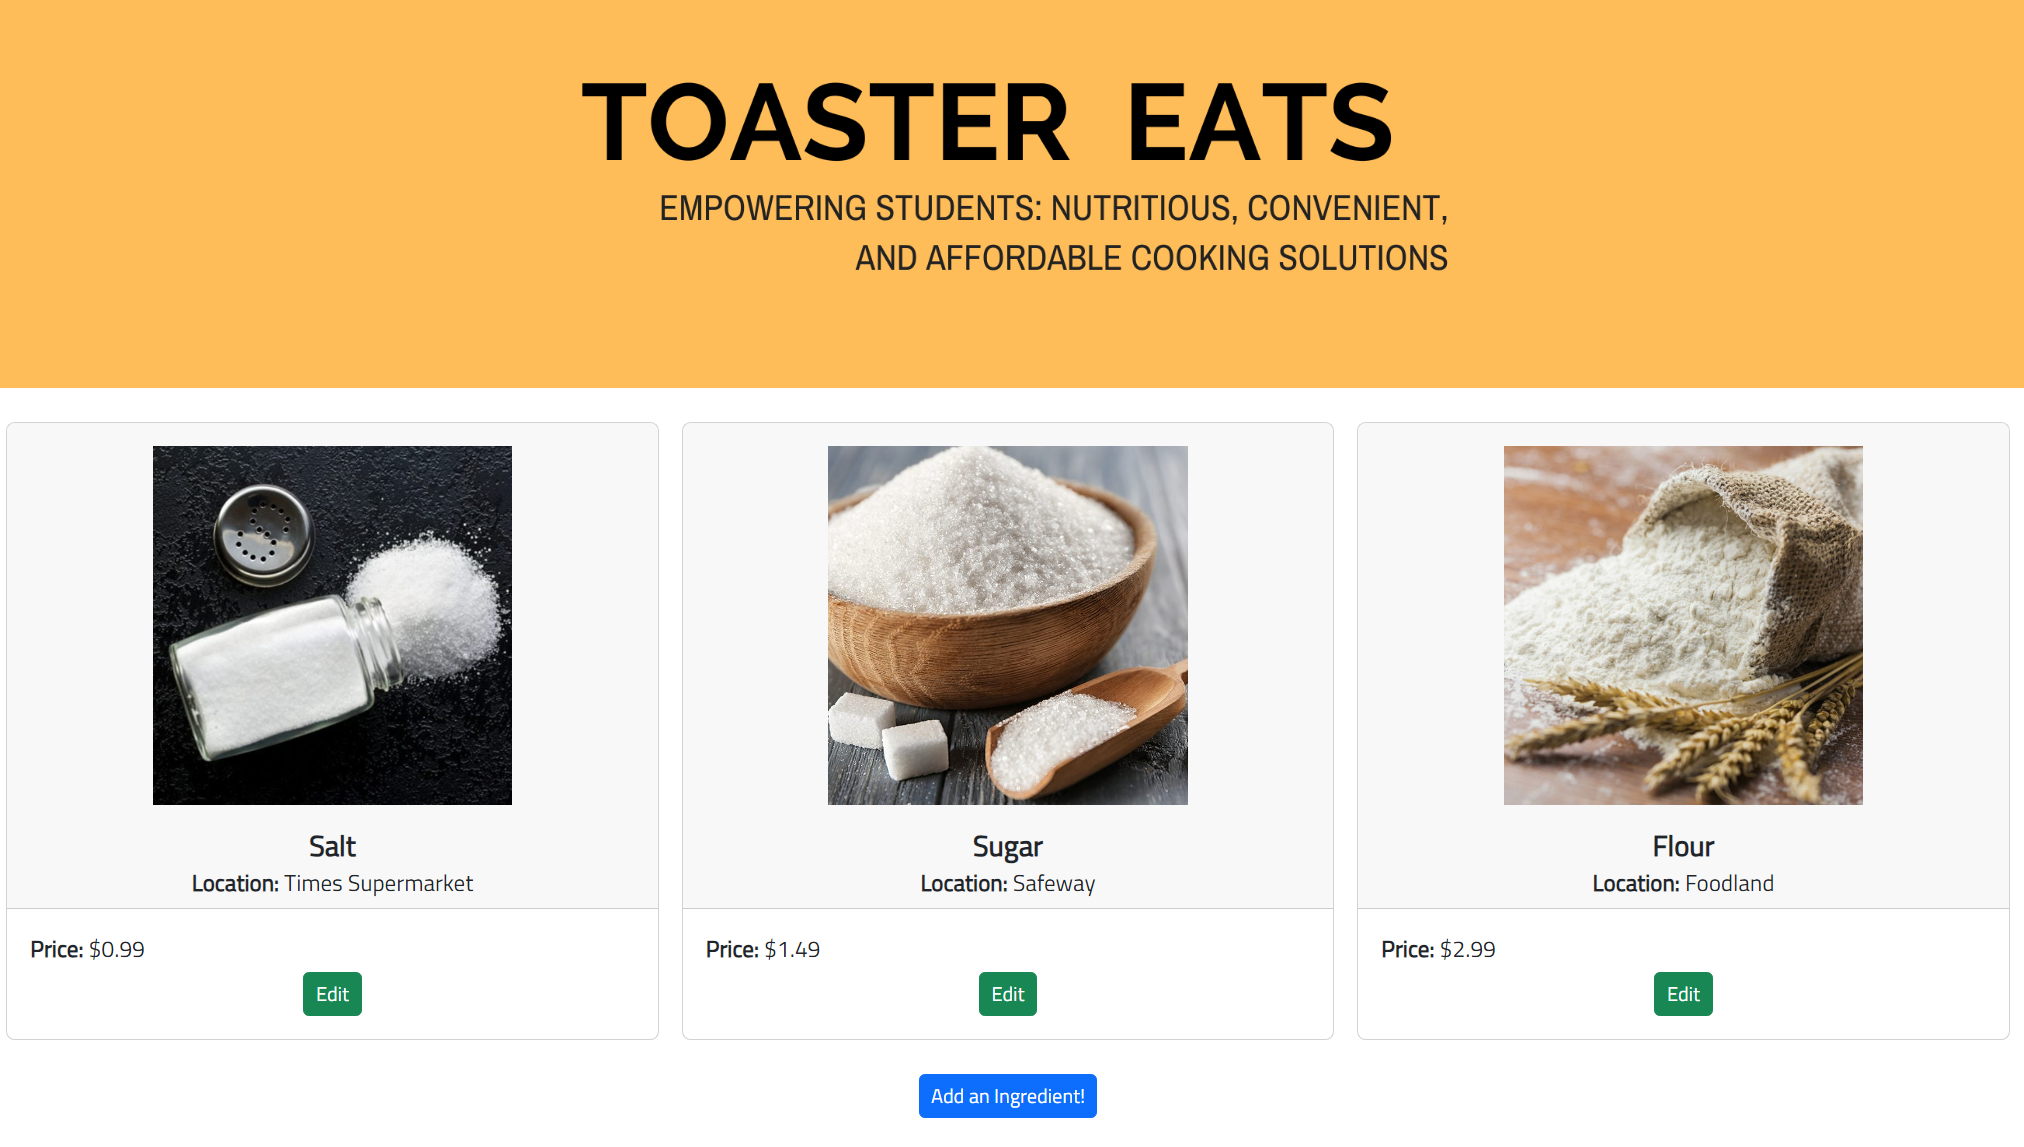 TOASTER EATS
EMPOWERING STUDENTS: NUTRITIOUS, CONVENIENT,
AND AFFORDABLE COOKING SOLUTIONS
Salt
Location: Times Supermarket
Price: $0.99
Edit
Sugar
Location: Safeway
Price: $1.49
Edit
Flour
Location: Foodland
Price: $2.99
Edit
Add an Ingredient!